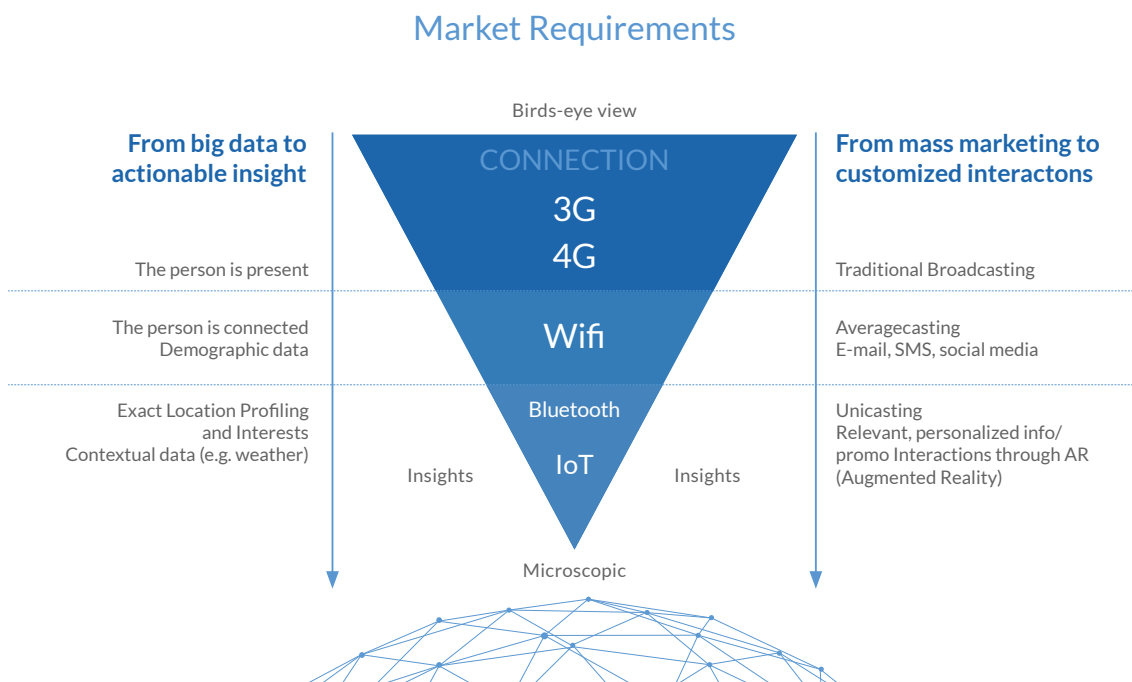 Market Requirements
Birds-eye view
From big data to
actionable insight
CONNECTION
3G
4G
From mass marketing to
customized interactons
The person is present
Traditional Broadcasting
The person is connected
Demographic data
Wifi
Averagecasting
E-mail, SMS, social media
Exact Location Profiling
and Interests
Contextual data (e.g. weather)
Bluetooth
IoT
Insights
Insights
Unicasting
Relevant, personalized info/
promo Interactions through AR
(Augmented Reality)
Microscopic